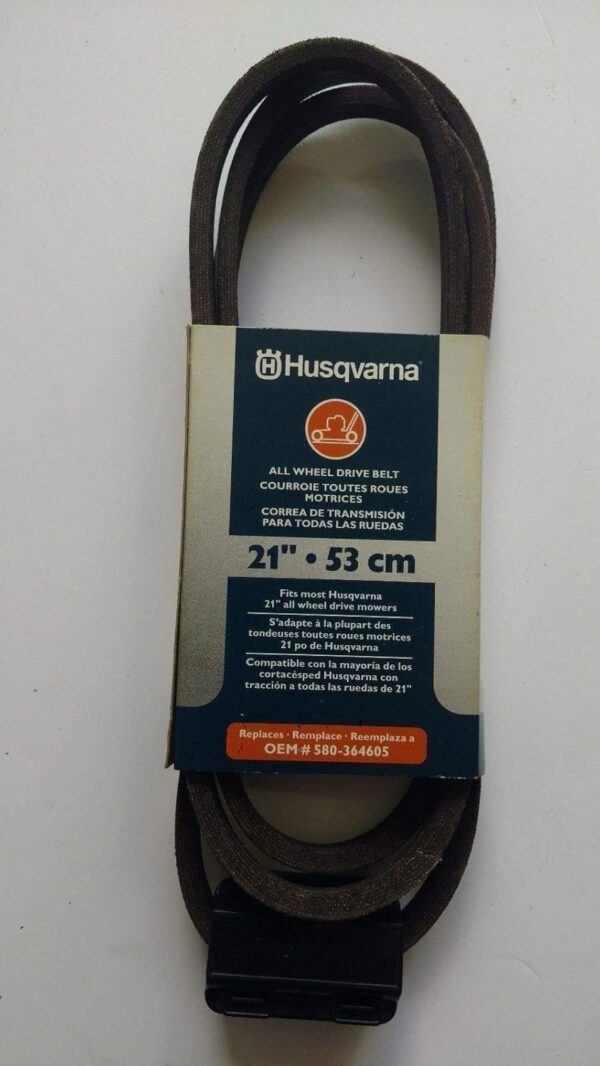 H Husqvarna
ALL WHEEL DRIVE BELT
COURROIE TOUTES ROUES
MOTRICES
CORREA DE TRANSMISIÓN
PARA TODAS LAS RUEDAS
21" • 53 cm
Fits most Husqvarna
21" all wheel drive mowers
S'adapte à la plupart des
tondeuses toutes roues motrices
21 po de Husqvarna
Compatible con la mayoría de los
cortacésped Husqvarna con
tracción a todas las ruedas de 21"
Replaces · Remplace · Reemplaza a
OEM # 580-364605